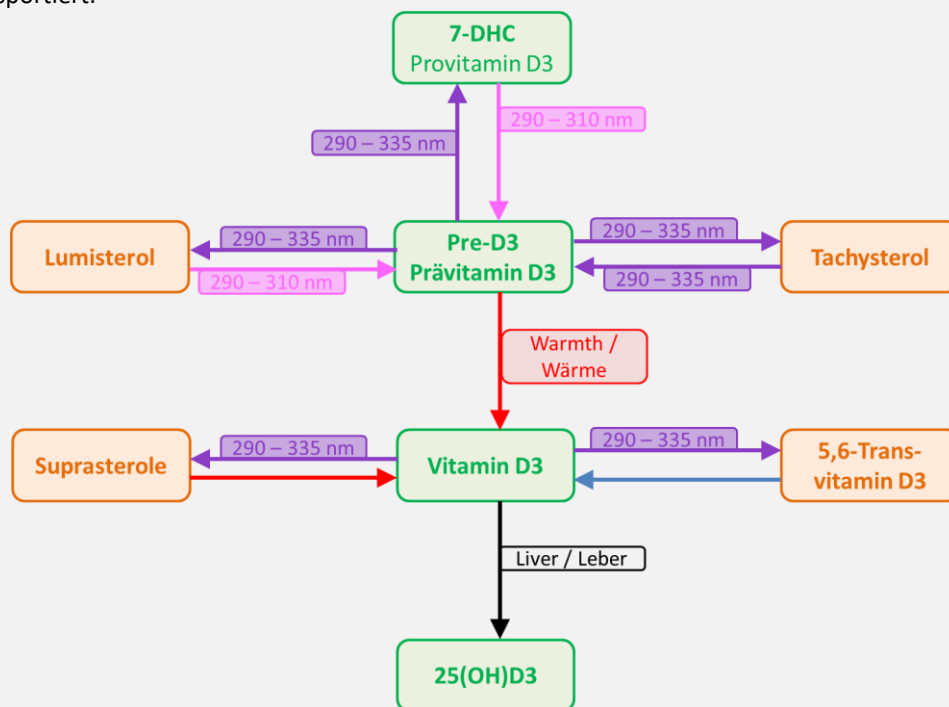 sportiert.
7-DHC
Provitamin D3
290 – 310 nm
290 – 335 nm
290 – 335 nm
290 – 335 nm
Lumisterol
Pre-D3
Prävitamin D3
Tachysterol
290 – 310 nm
290 – 335 nm
Warmth /
Wärme
290 – 335 nm
290 – 335 nm
Suprasterole
Vitamin D3
5,6-Trans-
vitamin D3
Liver / Leber
25(OH)D3